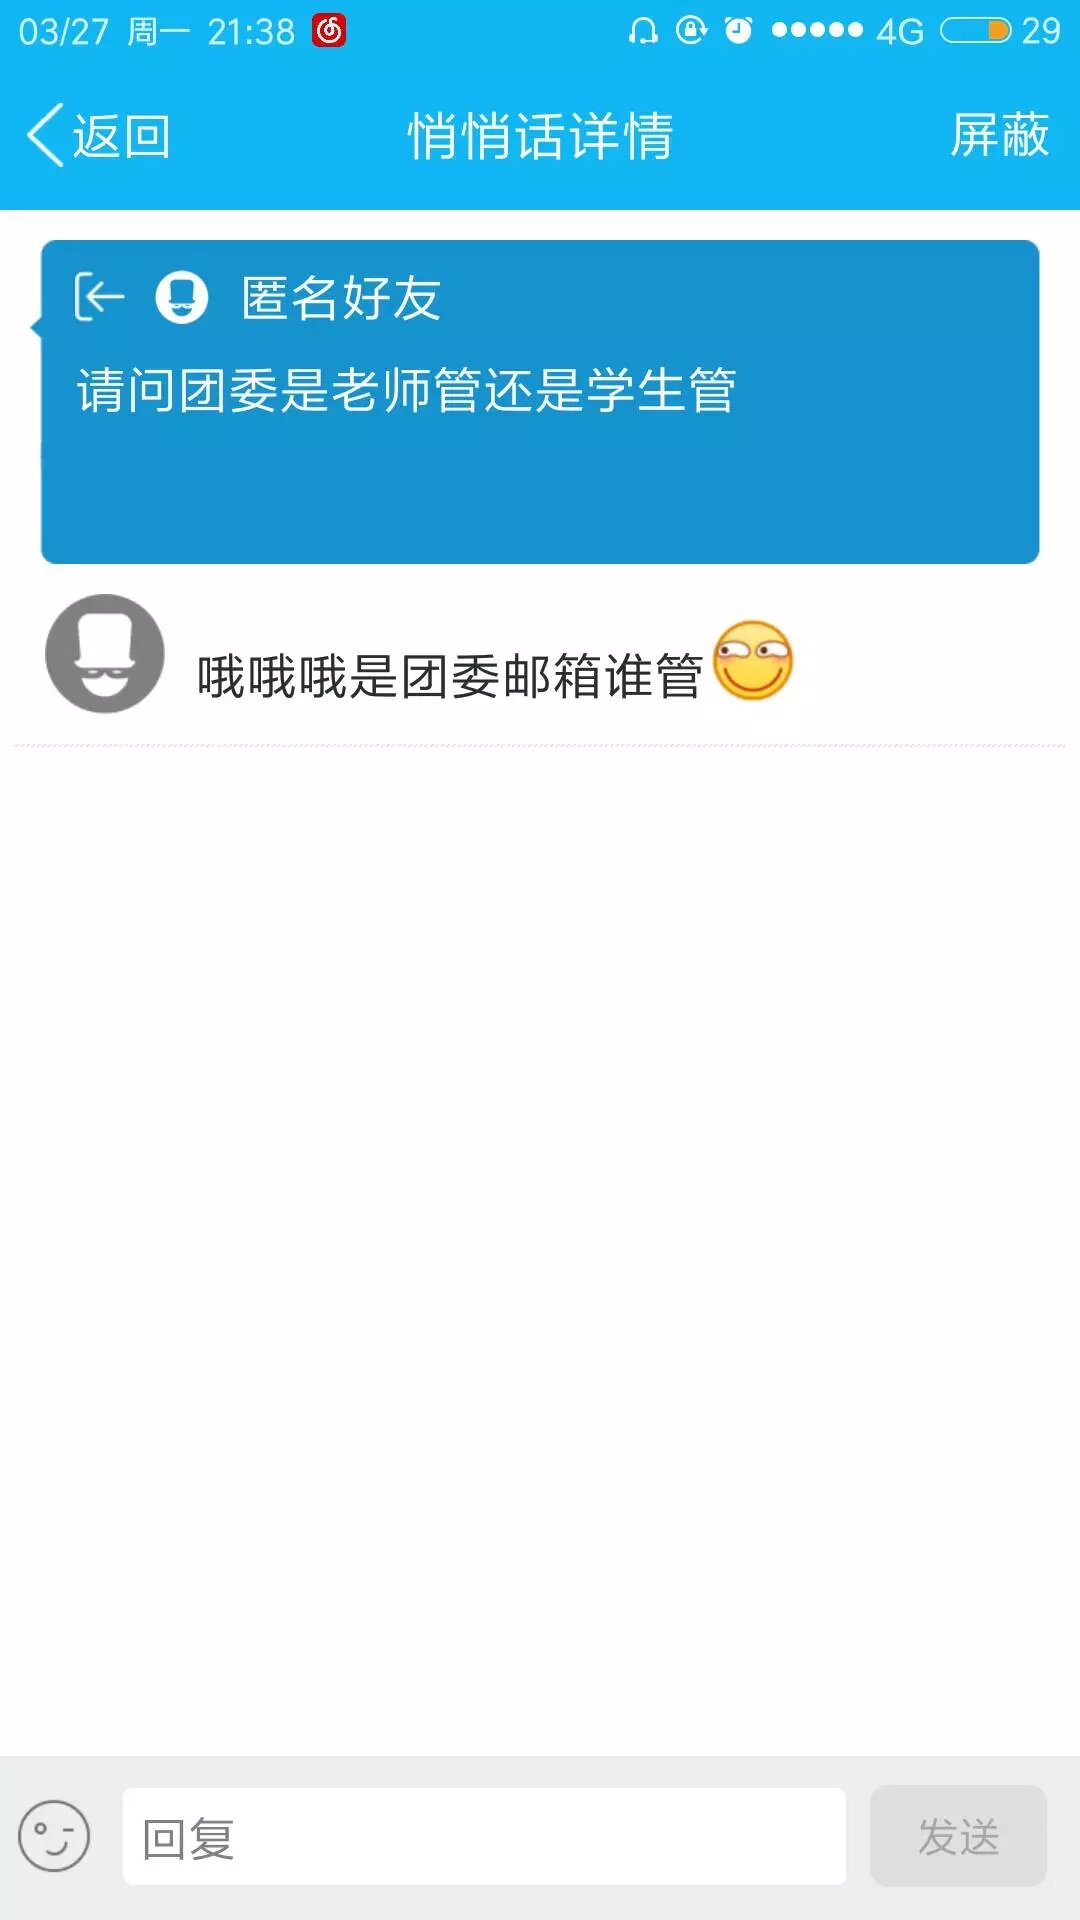 03/27 周一 21:38 4G 29
返回 悄悄话详情 屏蔽
匿名好友
请问团委是老师管还是学生管
哦哦哦是团委邮箱谁管
回复 发送